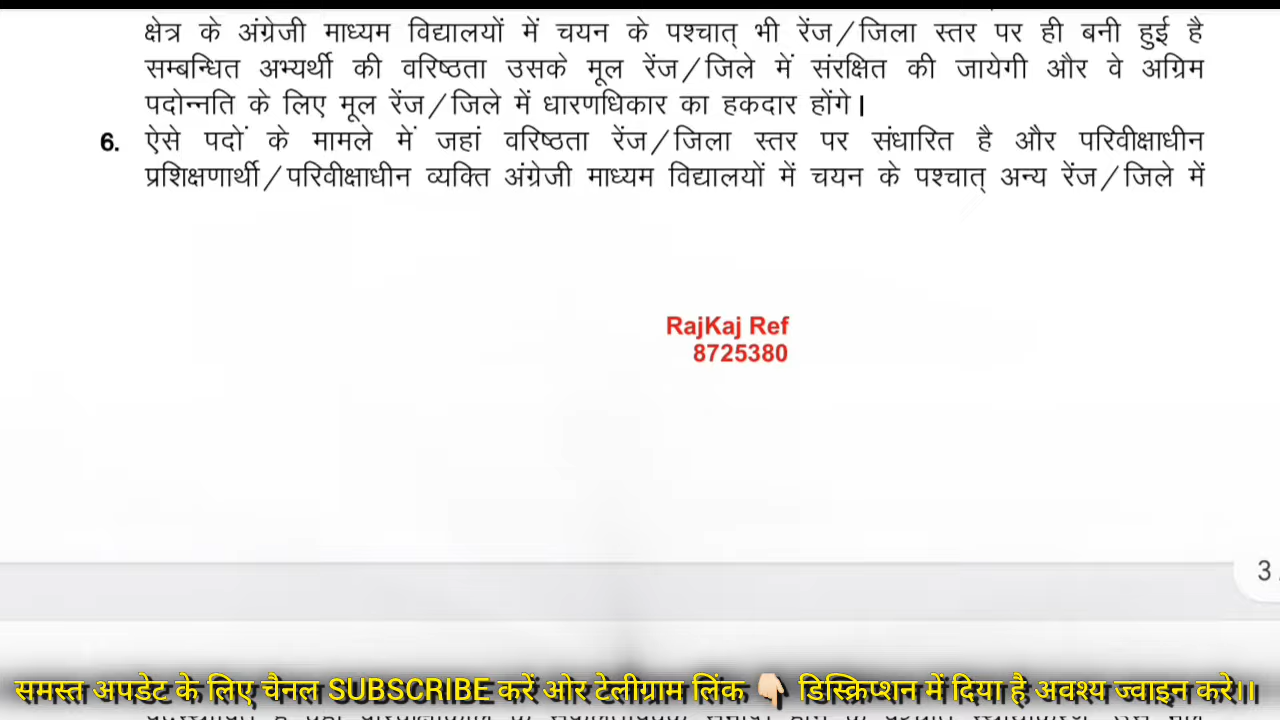 क्षेत्र के अंग्रेजी माध्यम विद्यालयों में चयन के पश्चात् भी रेंज/जिला स्तर पर ही बनी हुई है
सम्बन्धित अभ्यर्थी की वरिष्ठता उसके मूल रेंज/जिले में संरक्षित की जायेगी और वे अग्रिम
पदोन्नति के लिए मूल रेंज/जिले में धारणधिकार का हकदार होंगे।
6. ऐसे पदों के मामले में जहां वरिष्ठता रेंज/जिला स्तर पर संधारित है और परिवीक्षाधीन
प्रशिक्षणार्थी/परिवीक्षाधीन व्यक्ति अंग्रेजी माध्यम विद्यालयों में चयन के पश्चात् अन्य रेंज/जिले में
RajKaj Ref
8725380
3
समस्त अपडेट के लिए चैनल SUBSCRIBE करें ओर टेलीग्राम लिंक 👇🏻 डिस्क्रिप्शन में दिया है अवश्य ज्वाइन करे।।